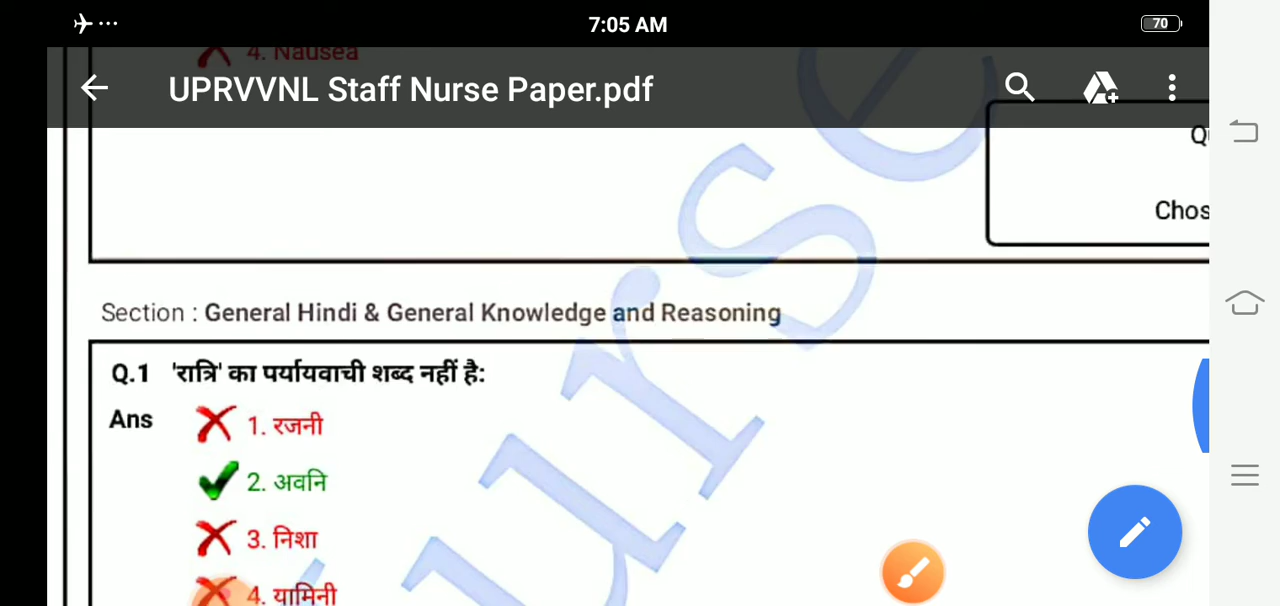 7:05 AM
70
4. Nausea
UPRVVNL Staff Nurse Paper.pdf
Chos
Section : General Hindi & General Knowledge and Reasoning
Q.1 'रात्रि' का पर्यायवाची शब्द नहीं है:
Ans
1. रजनी
2. अवनि
3. निशा
4. यामिनी
urse